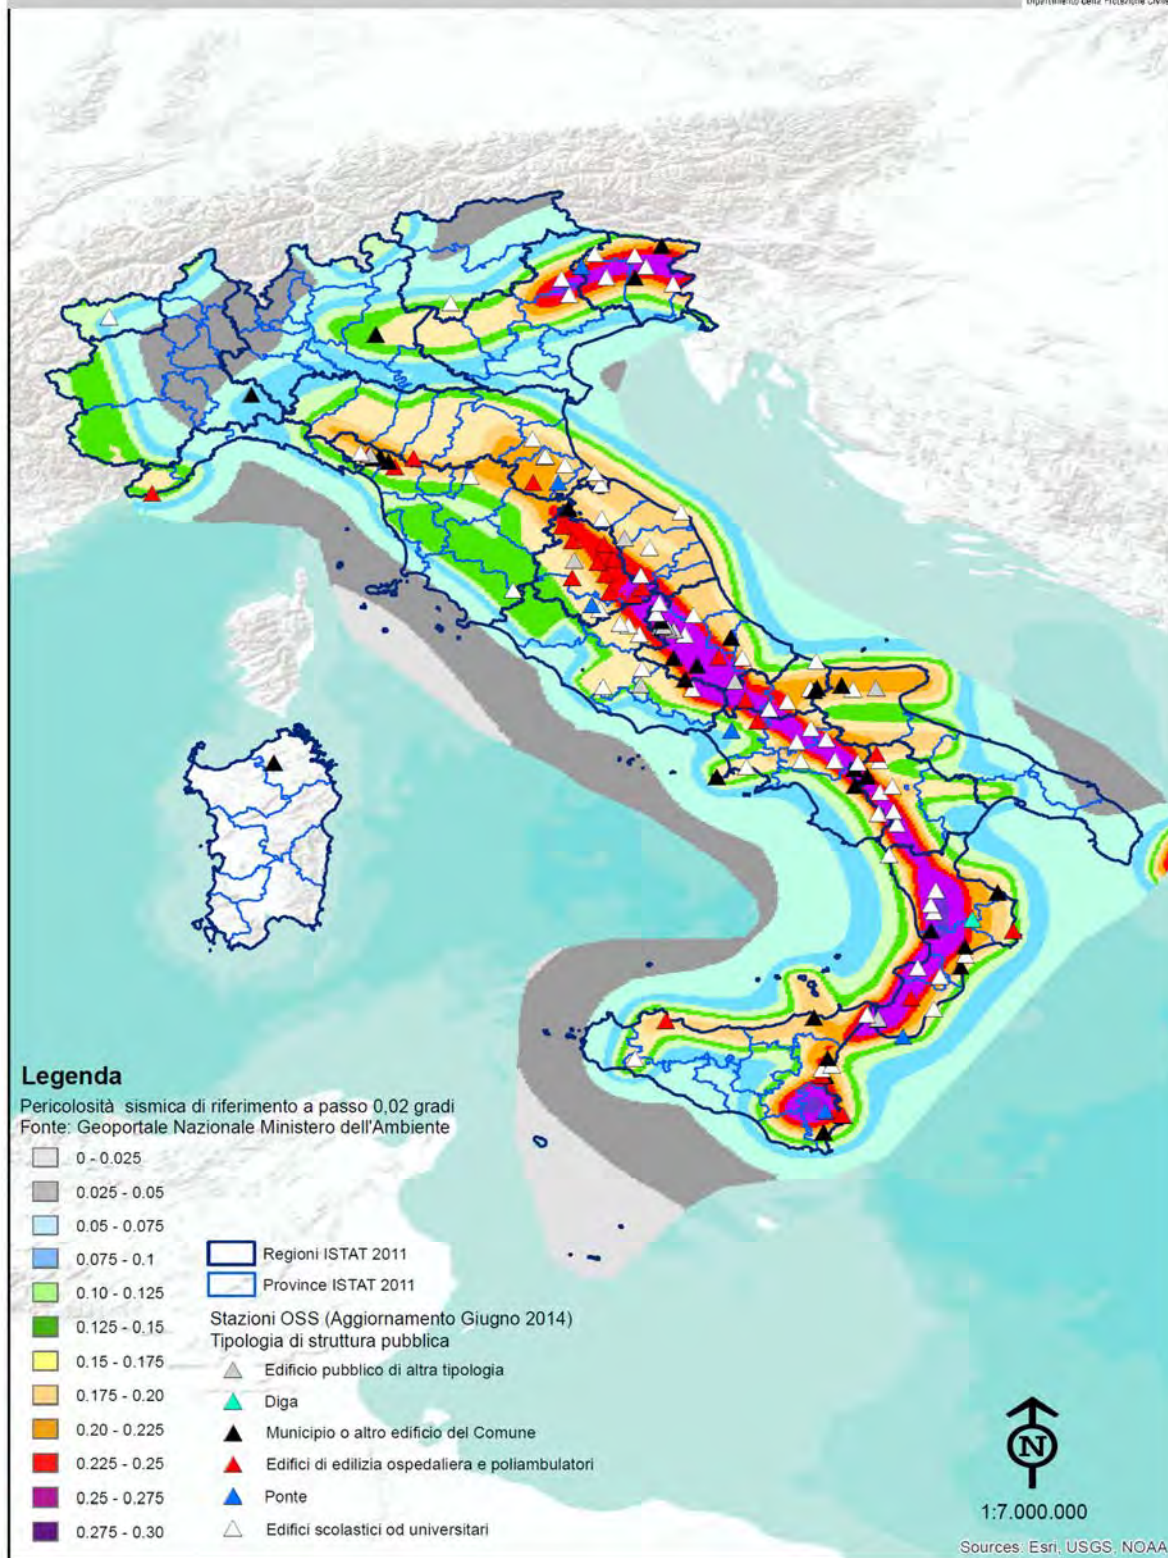 Dipartimento della Protezione Civile
Legenda
Pericolosità sismica di riferimento a passo 0,02 gradi
Fonte: Geoportale Nazionale Ministero dell'Ambiente
0 - 0.025
0.025 - 0.05
0.05 - 0.075
0.075 - 0.1
0.10 - 0.125
0.125 - 0.15
0.15 - 0.175
0.175 - 0.20
0.20 - 0.225
0.225 - 0.25
0.25 - 0.275
0.275 - 0.30
Regioni ISTAT 2011
Province ISTAT 2011
Stazioni OSS (Aggiornamento Giugno 2014)
Tipologia di struttura pubblica
Edificio pubblico di altra tipologia
Diga
Municipio o altro edificio del Comune
Edifici di edilizia ospedaliera e poliambulatori
Ponte
Edifici scolastici od universitari
N
1:7.000.000
Sources: Esri, USGS, NOAA